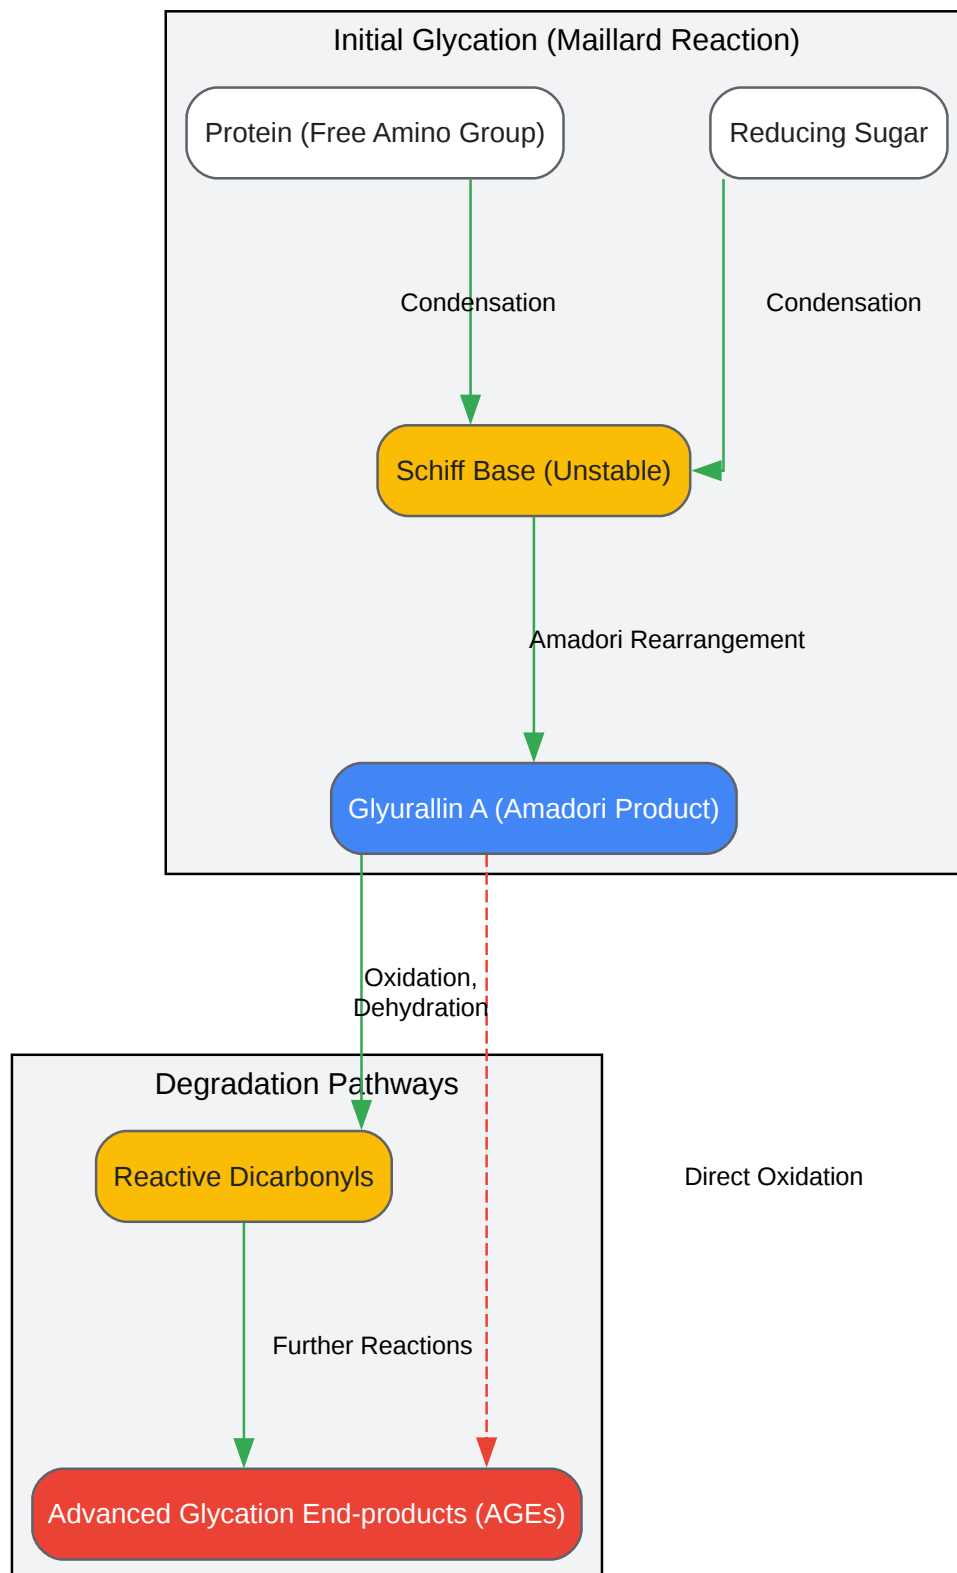 Initial Glycation (Maillard Reaction)
Protein (Free Amino Group)
Reducing Sugar
Condensation
Condensation
Schiff Base (Unstable)
Amadori Rearrangement
Glyurallin A (Amadori Product)
Oxidation,
Dehydration
Degradation Pathways
Reactive Dicarbonyls
Direct Oxidation
Further Reactions
Advanced Glycation End-products (AGEs)